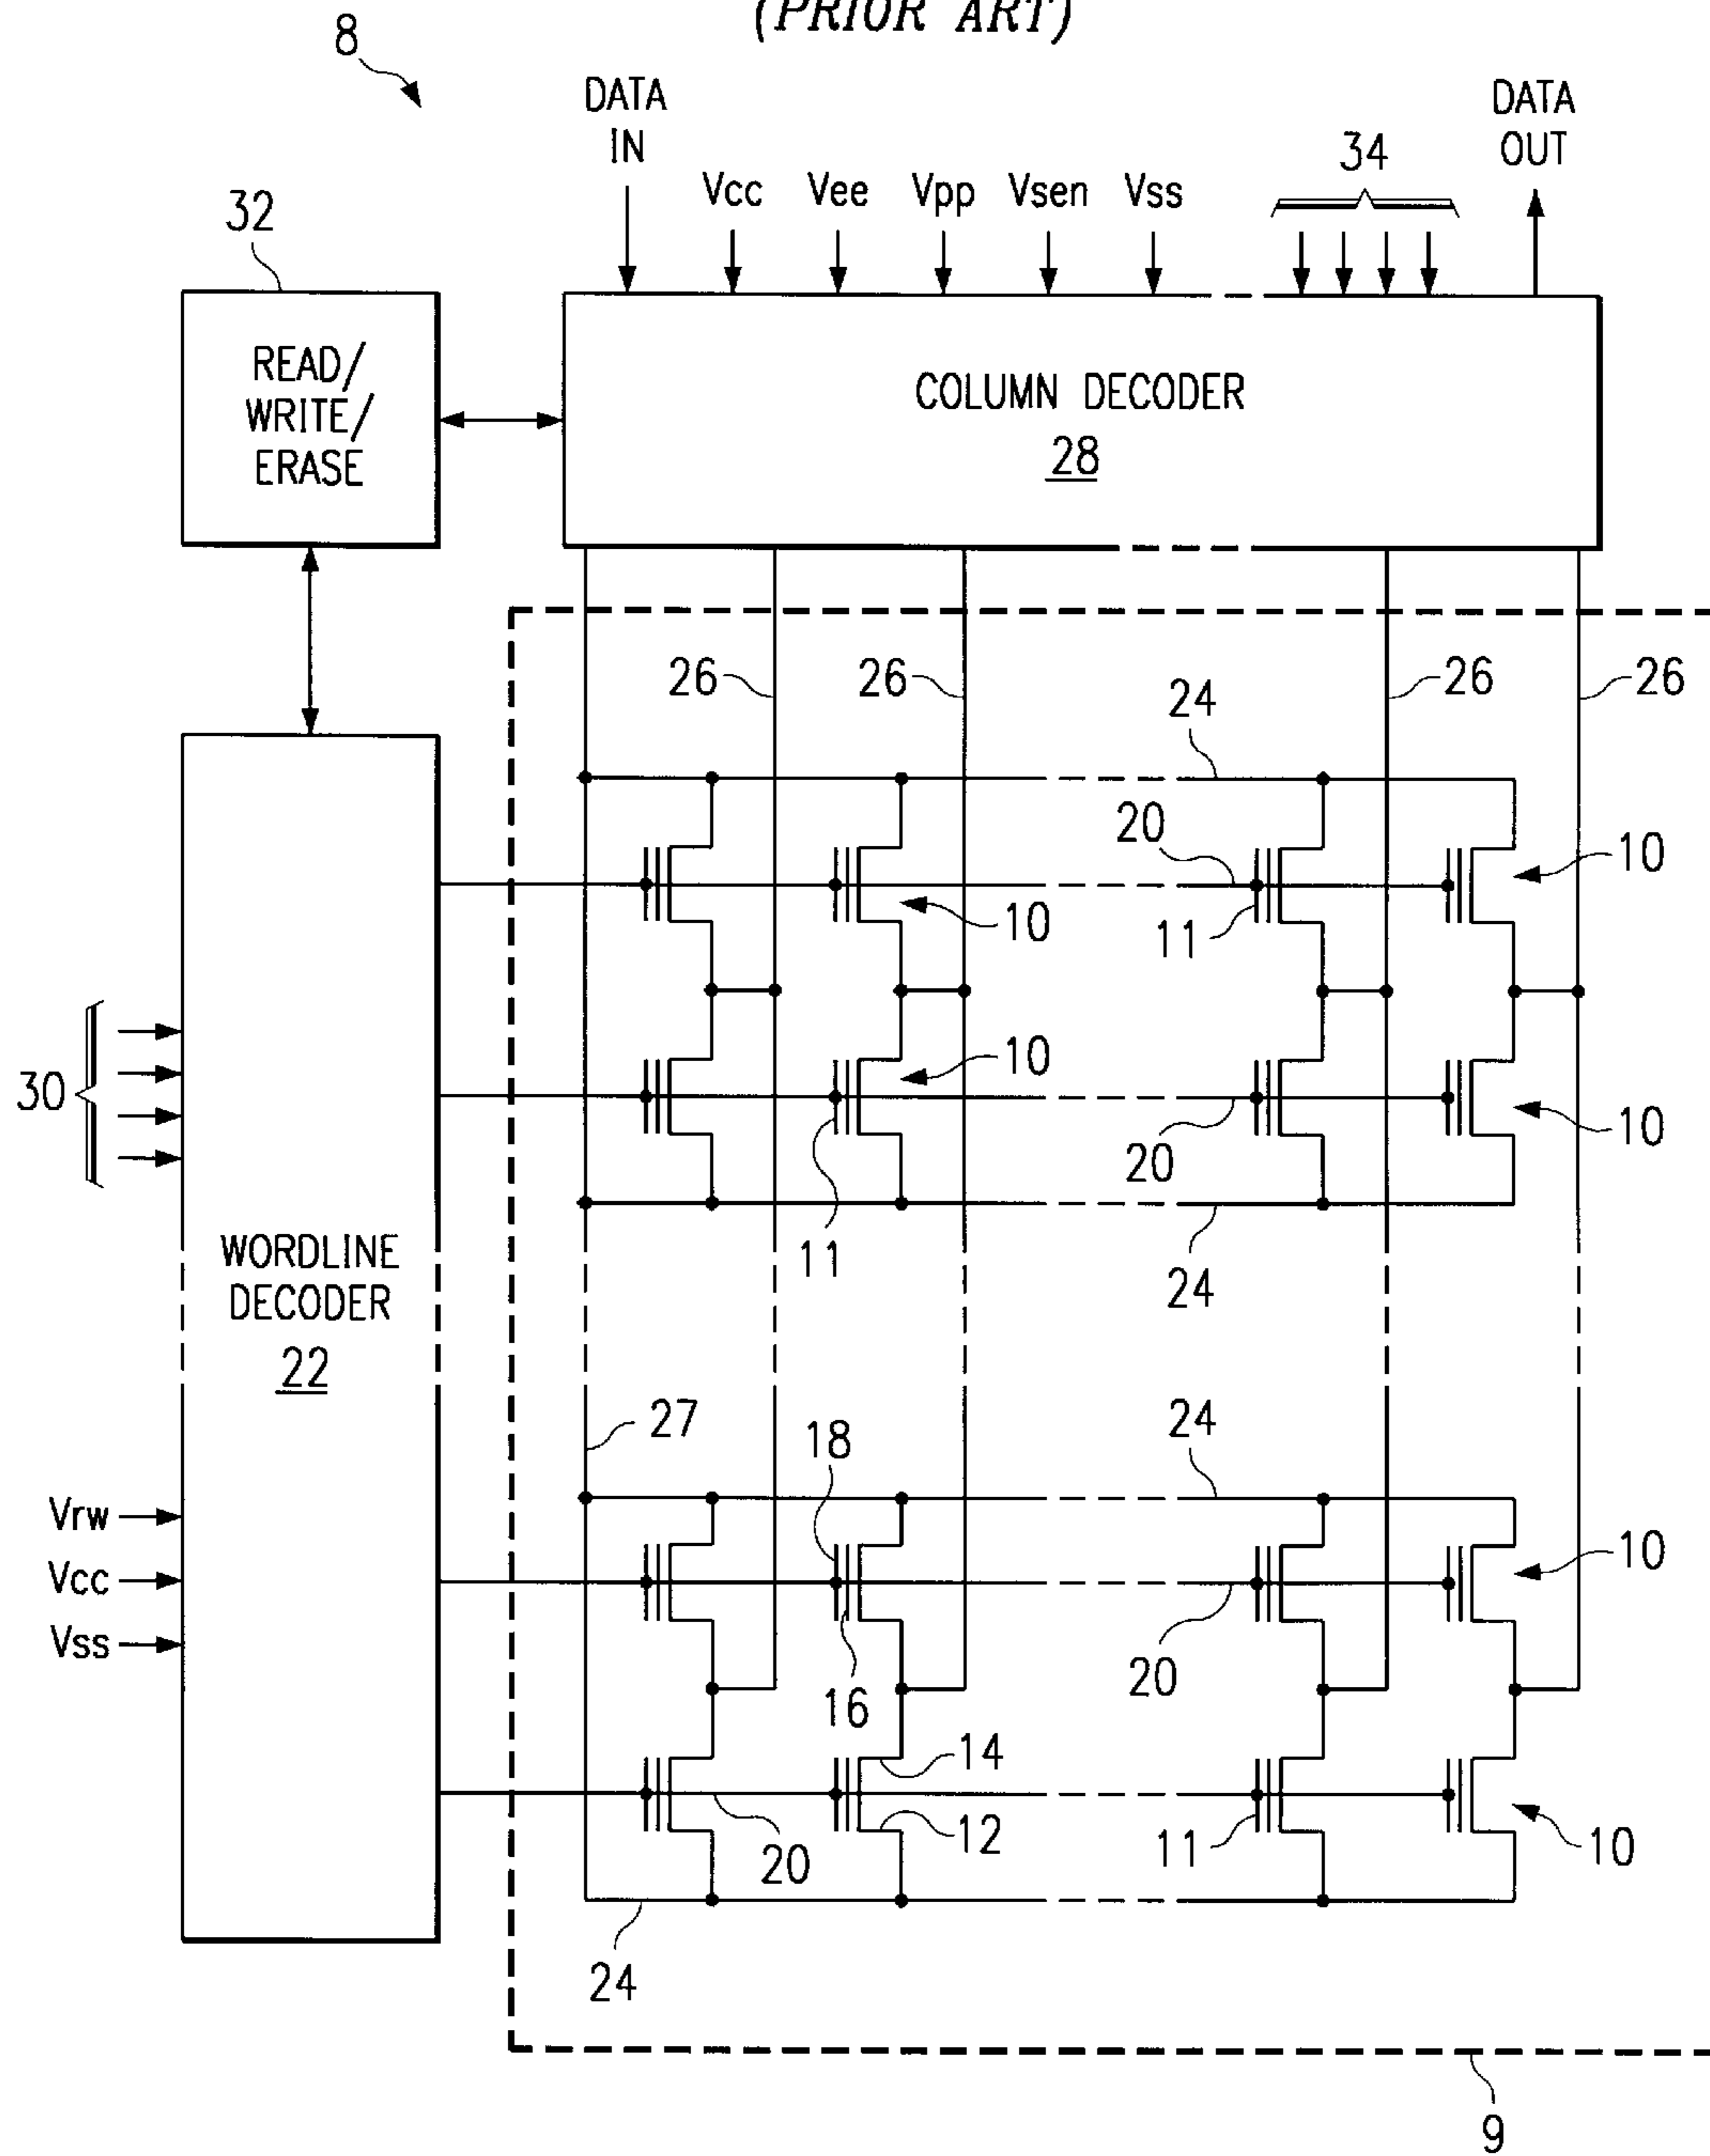 (PRIOR ART)
8
DATA
IN
Vcc
Vee
Vpp
Vsen
Vss
34
DATA
OUT
32
READ/
WRITE/
ERASE
COLUMN DECODER
28
26
26
26
26
24
20
10
10
11
30
10
10
20
11
24
WORDLINE
DECODER
22
27
18
24
Vrw
Vcc
Vss
10
20
16
14
12
20
11
10
24
9